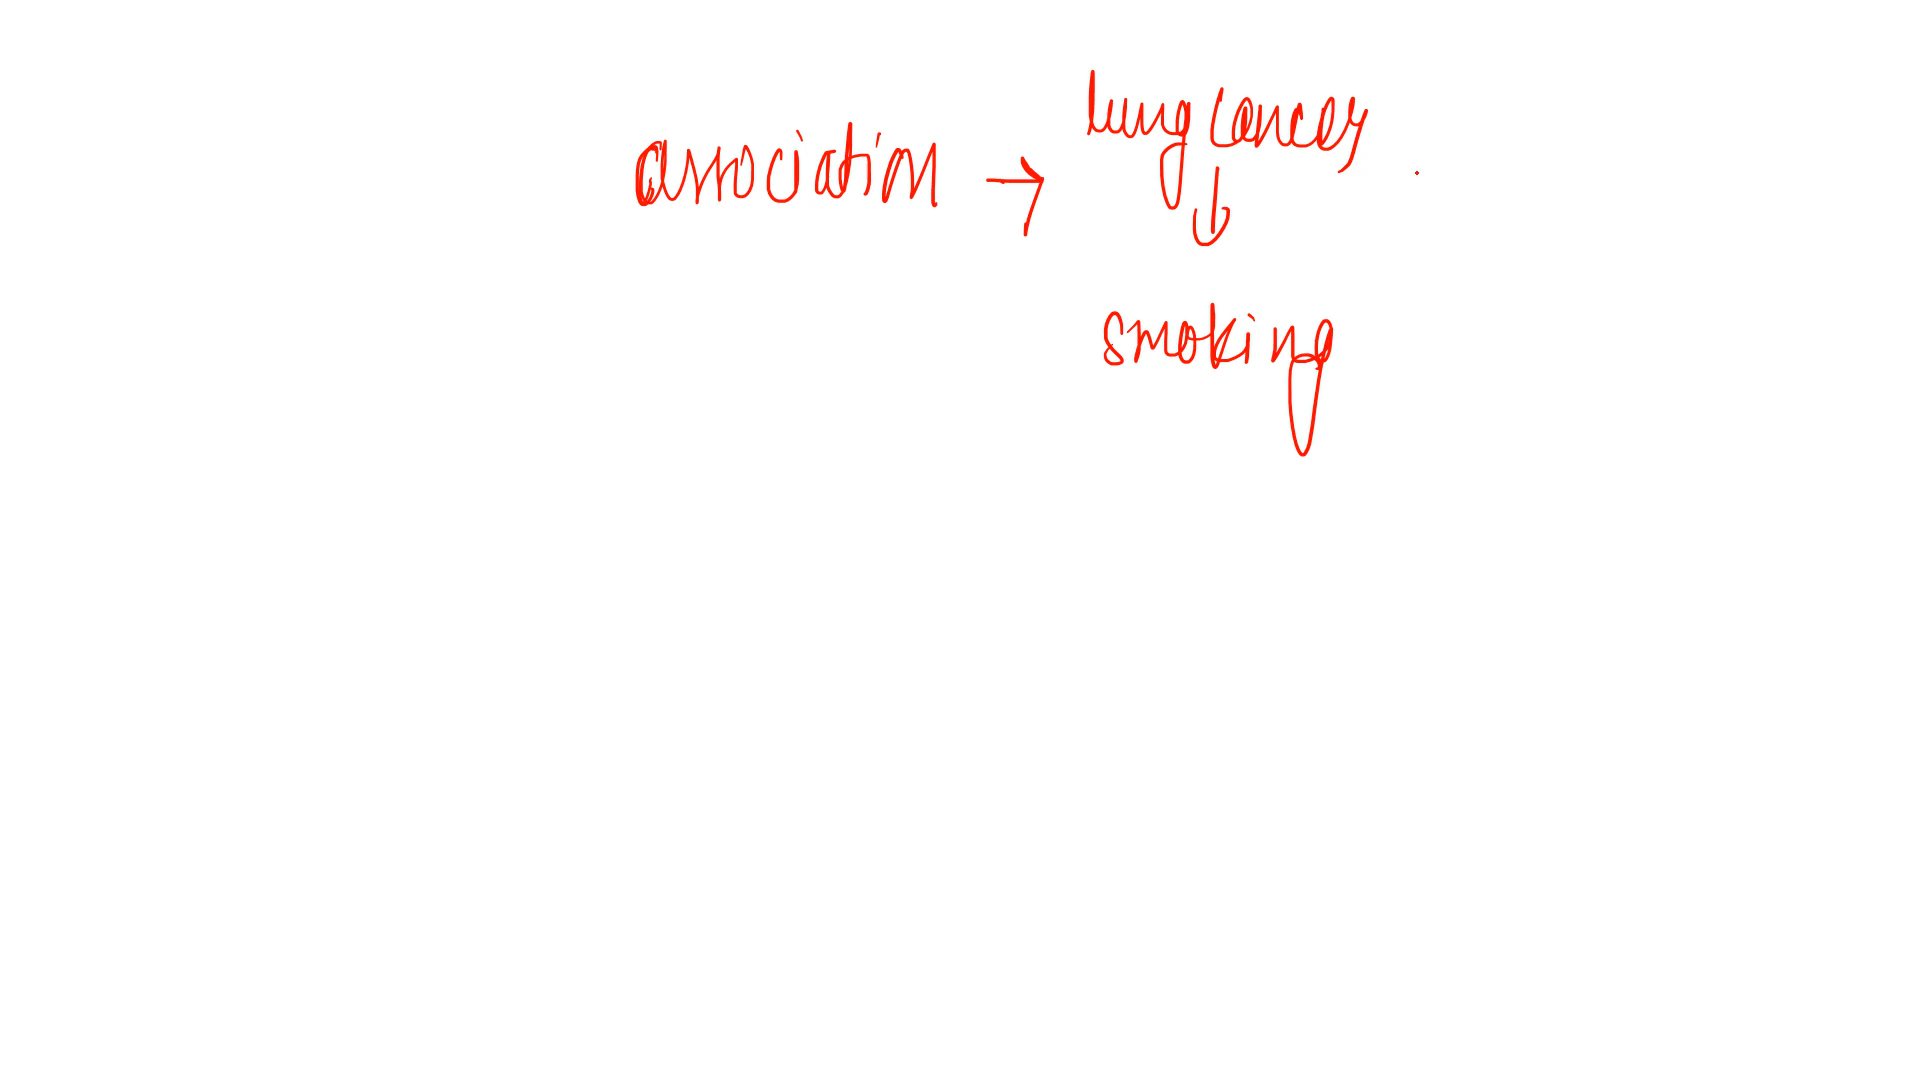 association → lung cancer
↓
smoking